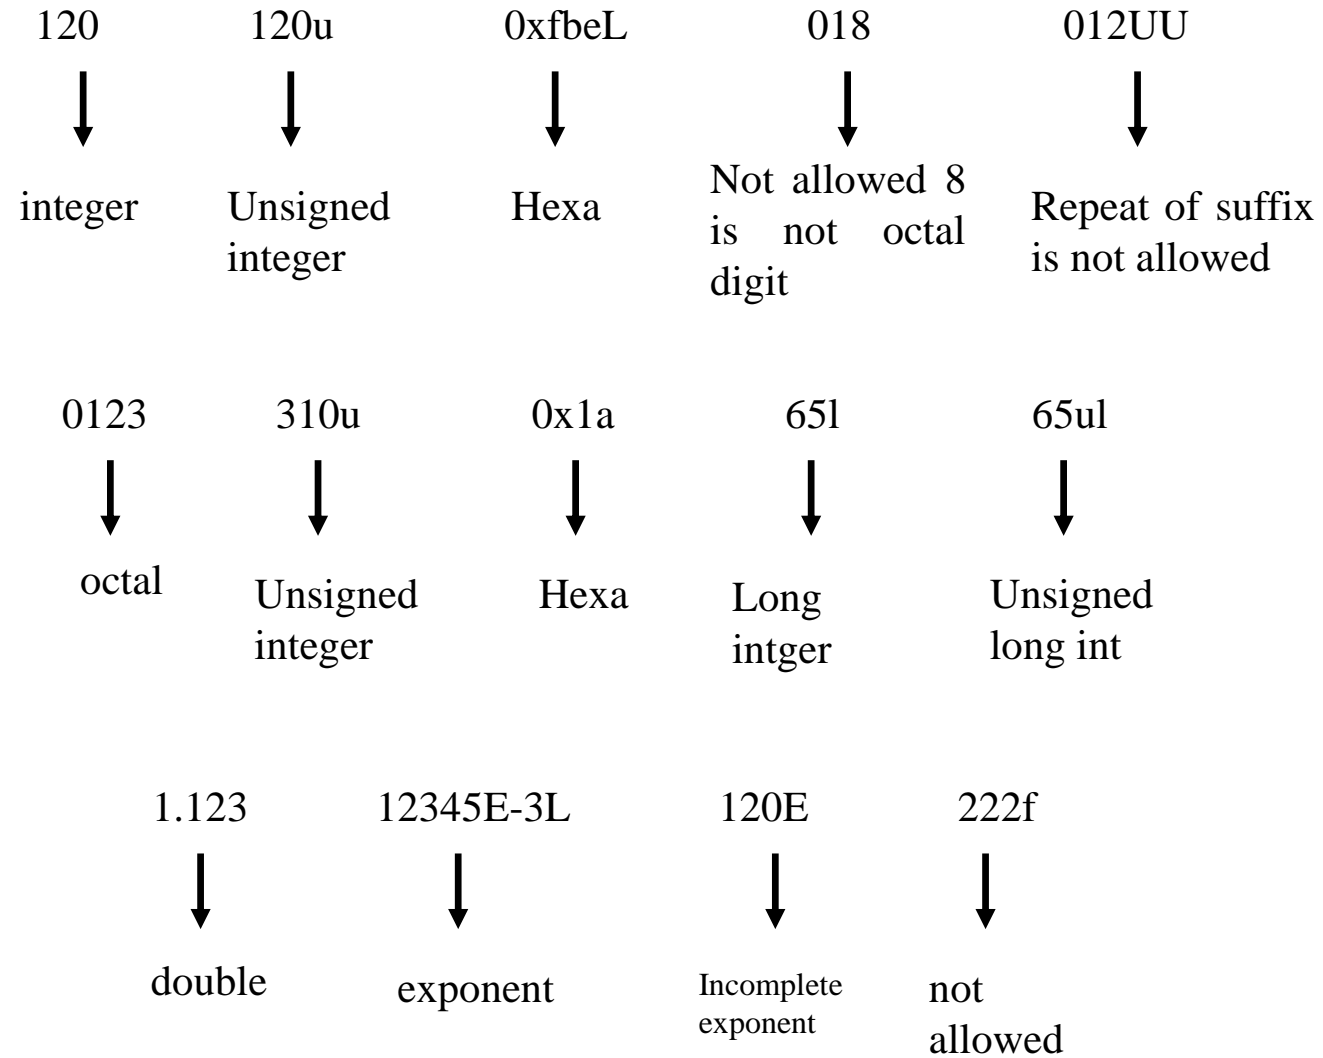 120 120u 0xfbeL 018 012UU
integer Unsigned integer Hexa Not allowed 8 is not octal digit Repeat of suffix is not allowed
0123 310u 0x1a 65l 65ul
octal Unsigned integer Hexa Long intger Unsigned long int
1.123 12345E-3L 120E 222f
double exponent Incomplete exponent not allowed